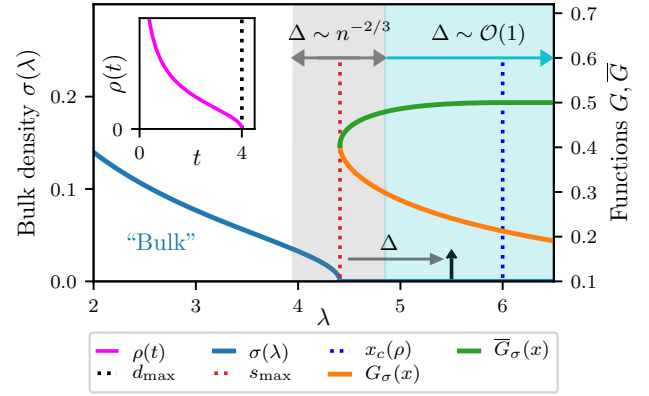 Δ ∼ n^{-2/3}
Δ ∼ 𝒪(1)
Bulk density σ(λ)
0.0
0.1
0.2
ρ(t)
0
0
4
t
"Bulk"
Δ
2
3
4
5
6
λ
0.7
0.6
0.5
0.4
0.3
0.2
0.1
Functions G, G̅
ρ(t)
σ(λ)
x_c(ρ)
G̅_σ(x)
d_max
s_max
G_σ(x)